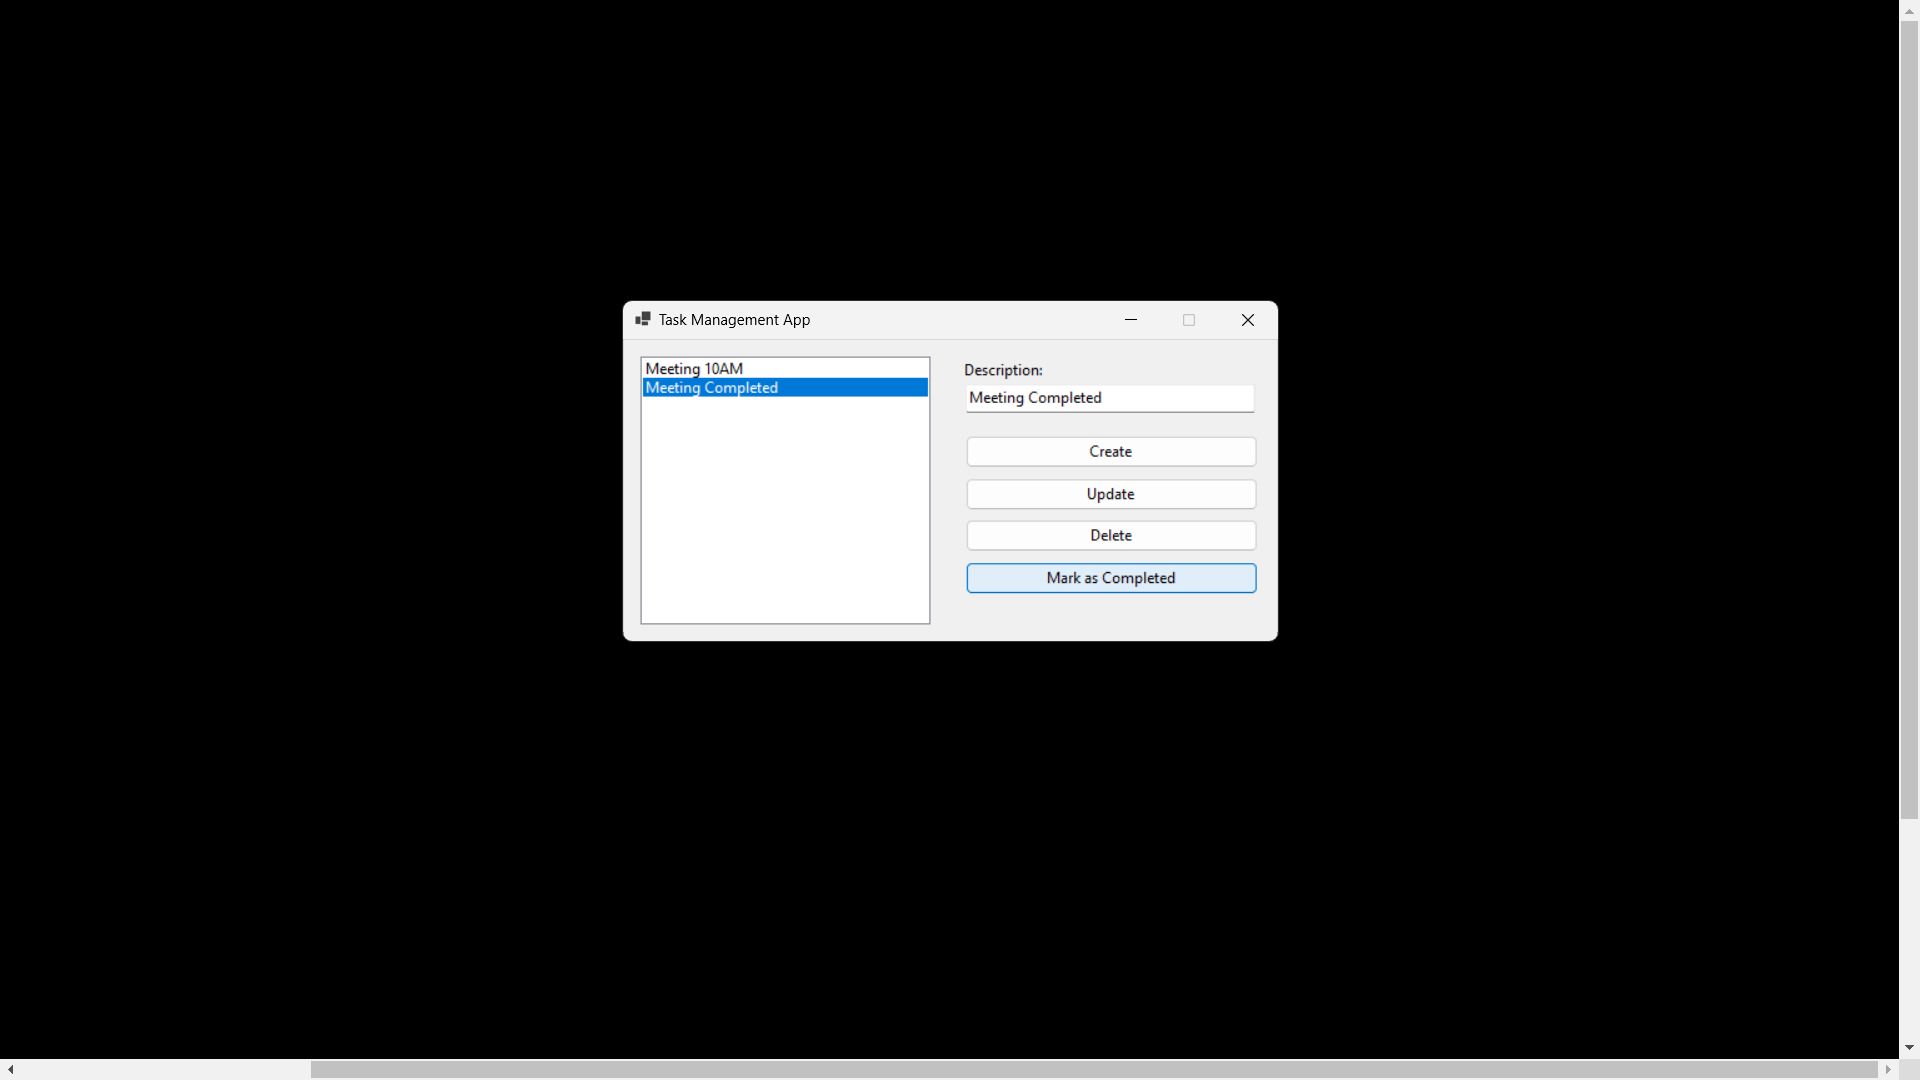 Task Management App
Meeting 10AM
Meeting Completed
Description:
Meeting Completed
Create
Update
Delete
Mark as Completed